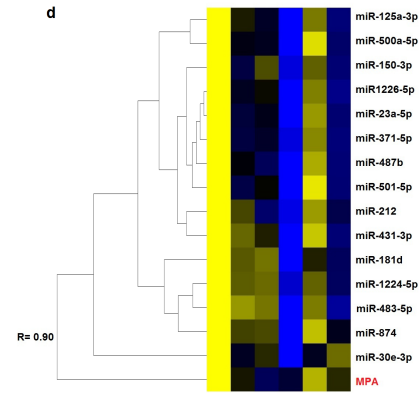 d
miR-125a-3p
miR-500a-5p
miR-150-3p
miR1226-5p
miR-23a-5p
miR-371-5p
miR-487b
miR-501-5p
miR-212
miR-431-3p
miR-181d
miR-1224-5p
miR-483-5p
R= 0.90
miR-874
miR-30e-3p
MPA